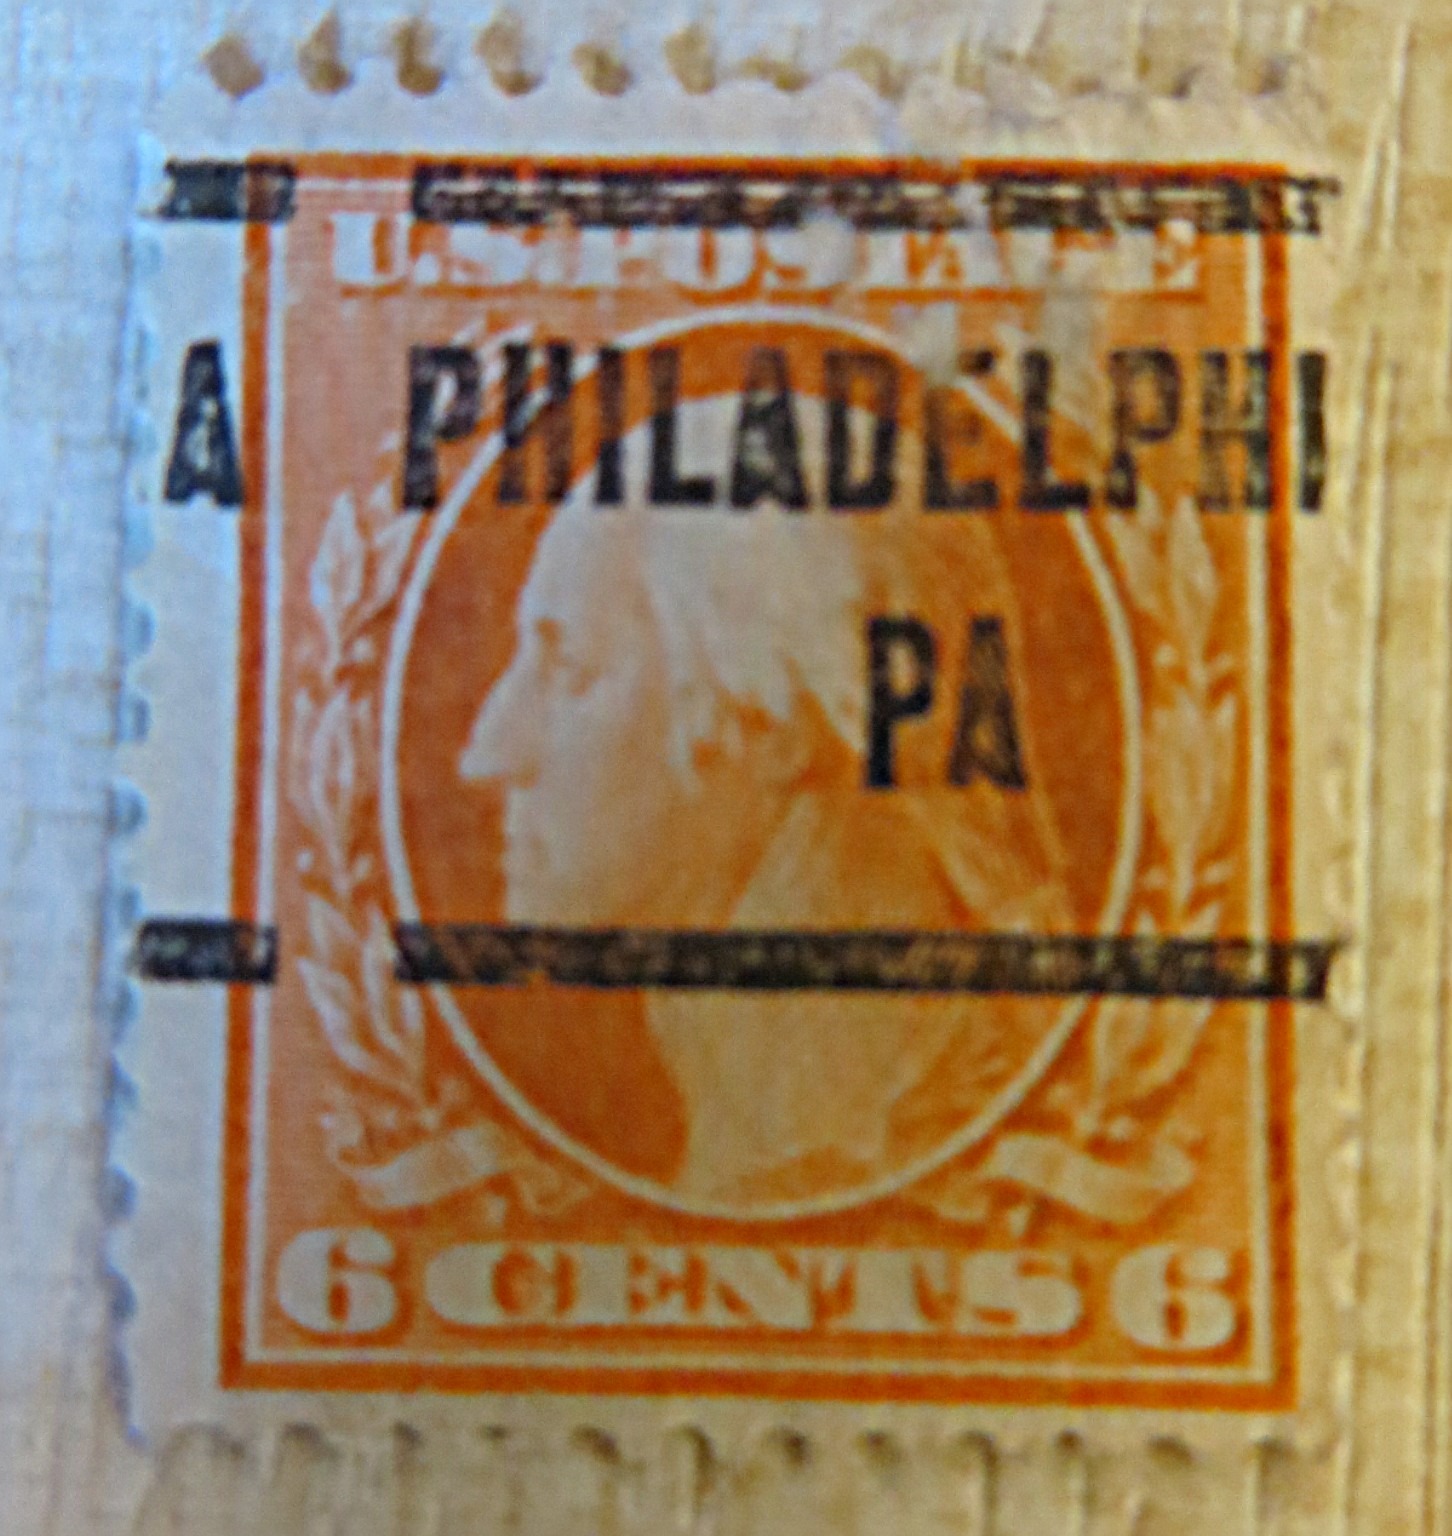 U.S. POSTAGE
A PHILADELPHI
PA
6 CENTS 6